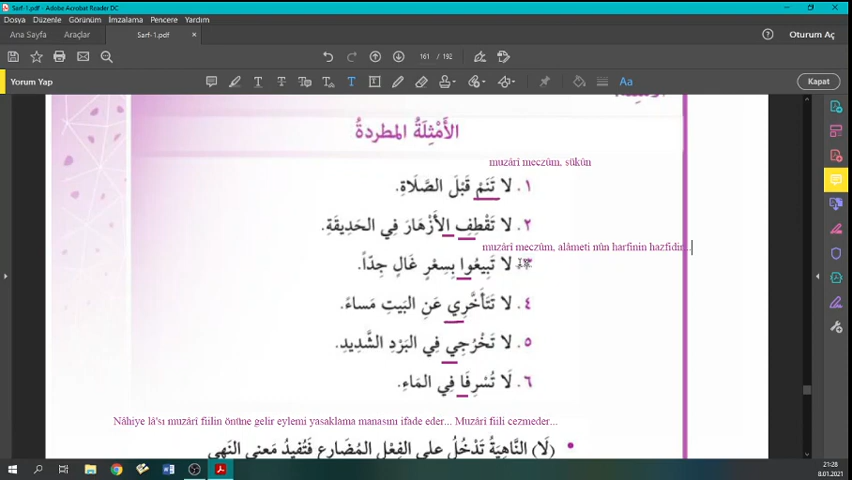 Sarf-1.pdf - Adobe Acrobat Reader DC
Dosya Düzenle Görünüm İmzalama Pencere Yardım
Ana Sayfa Araçlar Sarf-1.pdf × Oturum Aç
161 / 192
Yorum Yap Aa Kapat
الأَمْثِلَةُ المطردةُ
muzâri meczûm, sükûn
١. لا تَنَمْ قَبْلَ الصَّلَاةِ.
٢. لا تَقْطِفِ الأَزْهَارَ فِي الحَدِيقَةِ.
muzâri meczûm, alâmeti nûn harfinin hazfidir...
٣. لا تَبِيعُوا بِسِعْرٍ غَالٍ جِدّاً.
٤. لا تَتَأَخَّرِي عَنِ البَيتِ مَساءً.
٥. لا تَخْرُجِي فِي البَرْدِ الشَّدِيدِ.
٦. لَا تُسْرِفَا فِي المَاءِ.
Nâhiye lâ'sı muzâri fiilin önüne gelir eylemi yasaklama manasını ifade eder... Muzâri fiili cezmeder...
• (لَا) النَّاهِيَةُ تَدْخُلُ على الفِعْلِ المُضَارِعِ فَتُفِيدُ مَعنى النَهي
21:28
8.01.2021